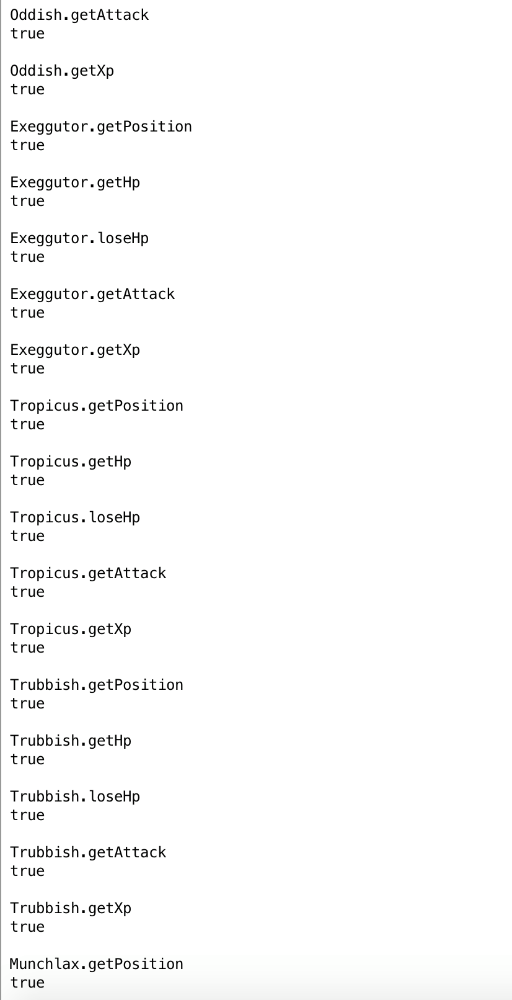 Oddish.getAttack
true
Oddish.getXp
true
Exeggutor.getPosition
true
Exeggutor.getHp
true
Exeggutor.loseHp
true
Exeggutor.getAttack
true
Exeggutor.getXp
true
Tropicus.getPosition
true
Tropicus.getHp
true
Tropicus.loseHp
true
Tropicus.getAttack
true
Tropicus.getXp
true
Trubbish.getPosition
true
Trubbish.getHp
true
Trubbish.loseHp
true
Trubbish.getAttack
true
Trubbish.getXp
true
Munchlax.getPosition
true